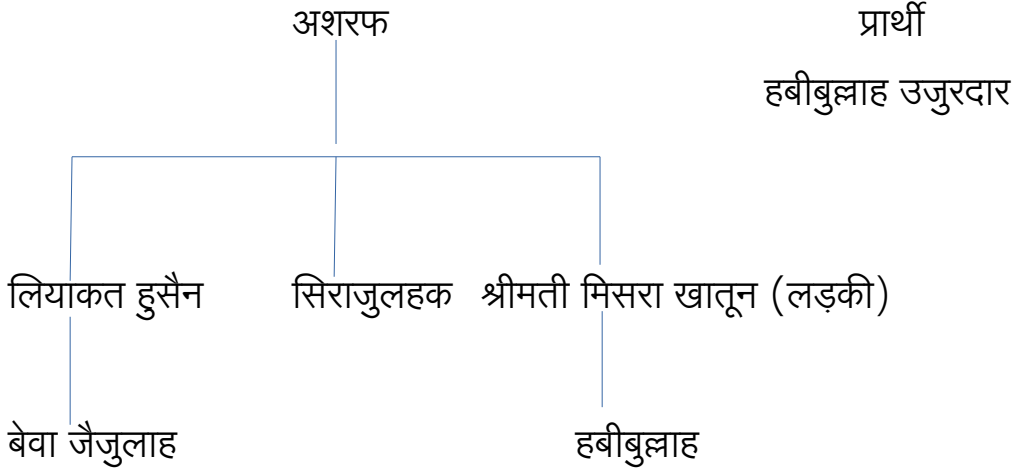 अशरफ प्रार्थी
हबीबुल्लाह उजुरदार
लियाकत हुसैन सिराजुलहक श्रीमती मिसरा खातून (लड़की)
बेवा जैजुलाह हबीबुल्लाह